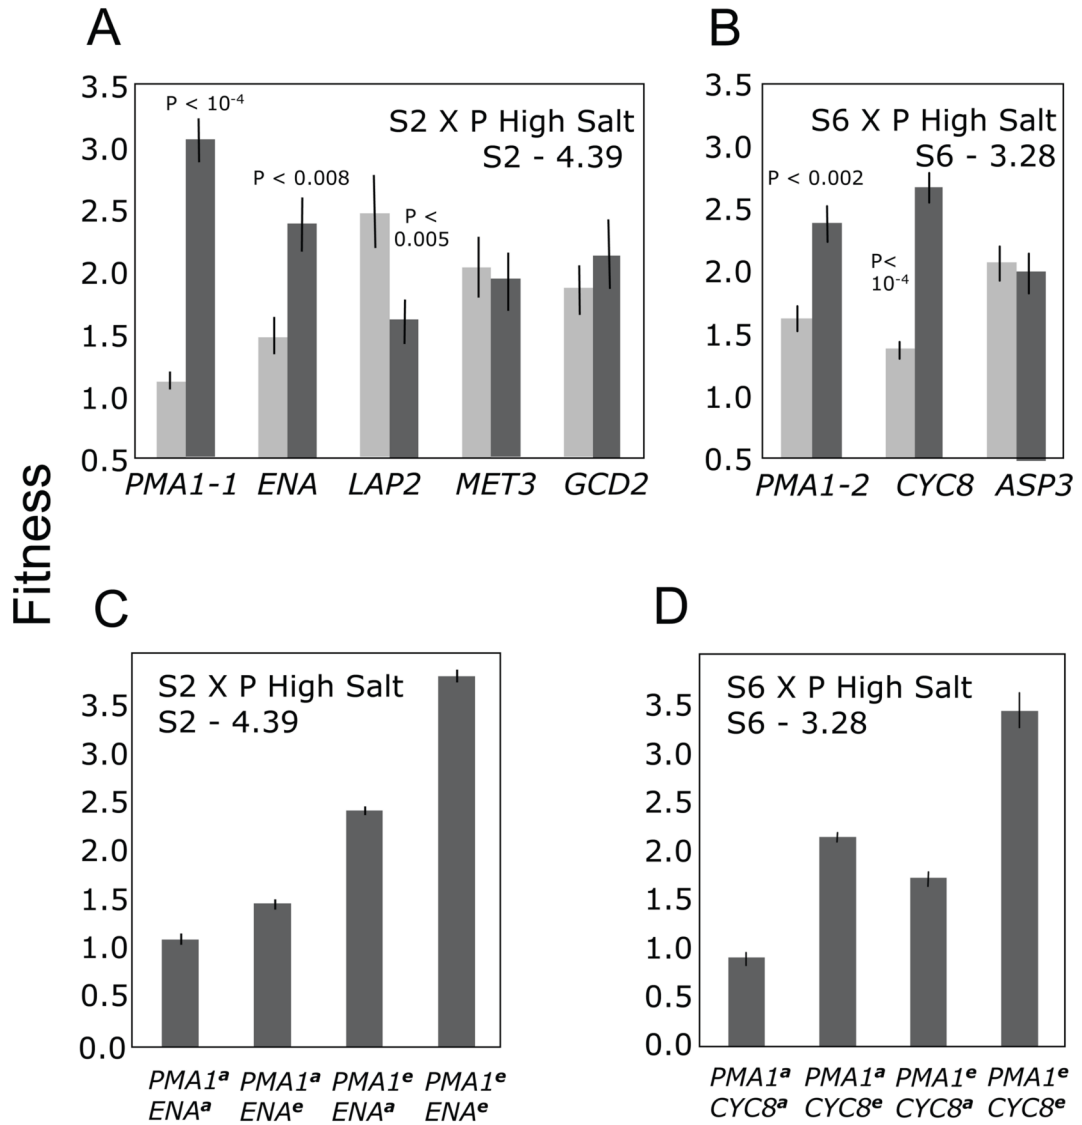 A
B
3.5
3.0
2.5
2.0
1.5
1.0
0.5
P < 10-4
S2 X P High Salt
S2 - 4.39
P < 0.008
P <
0.005
PMA1-1 ENA LAP2 MET3 GCD2
3.5
3.0
2.5
2.0
1.5
1.0
0.5
S6 X P High Salt
S6 - 3.28
P < 0.002
P<
10-4
PMA1-2 CYC8 ASP3
Fitness
C
D
S2 X P High Salt
S2 - 4.39
3.5
3.0
2.5
2.0
1.5
1.0
0.5
0.0
PMA1a PMA1a PMA1e PMA1e
ENAa ENAe ENAa ENAe
S6 X P High Salt
S6 - 3.28
3.5
3.0
2.5
2.0
1.5
1.0
0.5
0.0
PMA1a PMA1a PMA1e PMA1e
CYC8a CYC8e CYC8a CYC8e